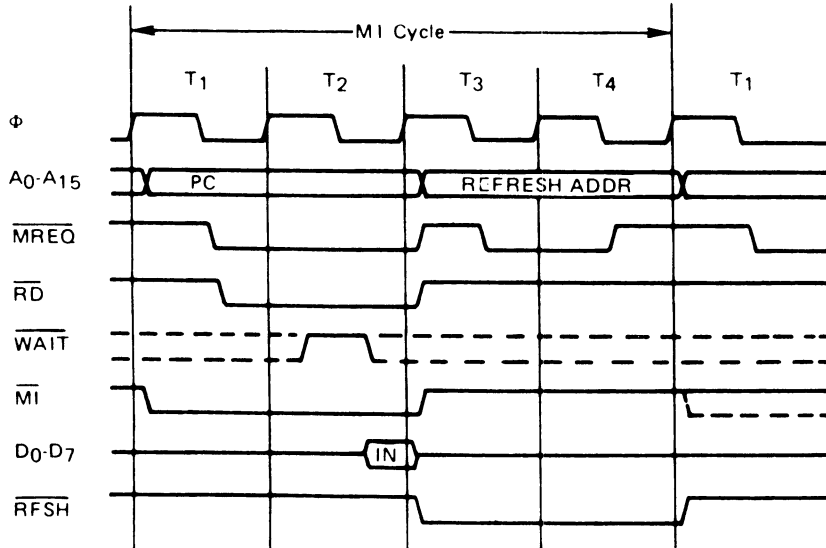 M1 Cycle
T1 T2 T3 T4 T1
Φ
A0-A15 PC REFRESH ADDR
MREQ
RD
WAIT
M1
D0-D7 IN
RFSH